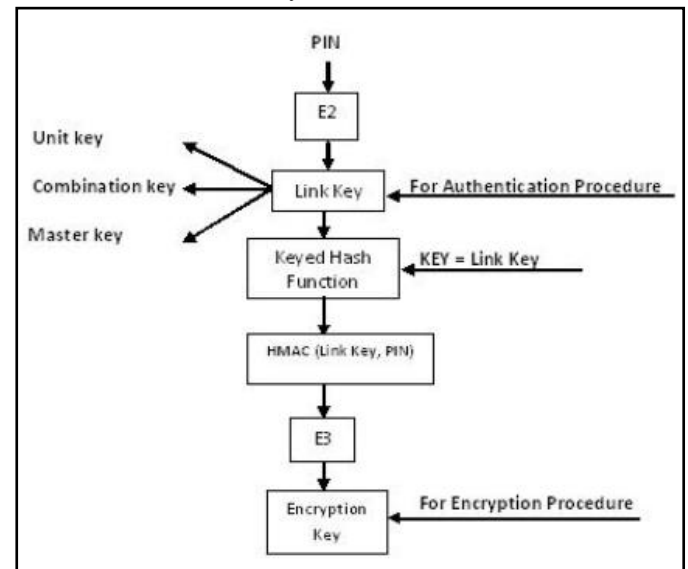 PIN
E2
Unit key
Combination key
Master key
Link Key
For Authentication Procedure
Keyed Hash
Function
KEY = Link Key
HMAC (Link Key, PIN)
E3
Encryption
Key
For Encryption Procedure